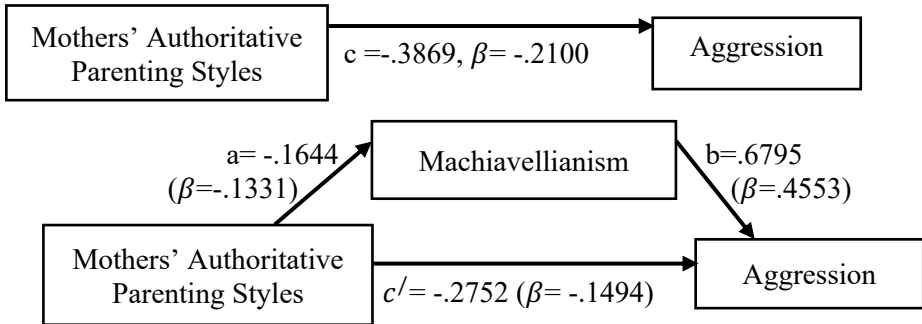 Mothers' Authoritative
Parenting Styles
c =-.3869, β= -.2100
Aggression
a= -.1644
(β=-.1331)
Machiavellianism
b=.6795
(β=.4553)
Mothers' Authoritative
Parenting Styles
c/= -.2752 (β= -.1494)
Aggression